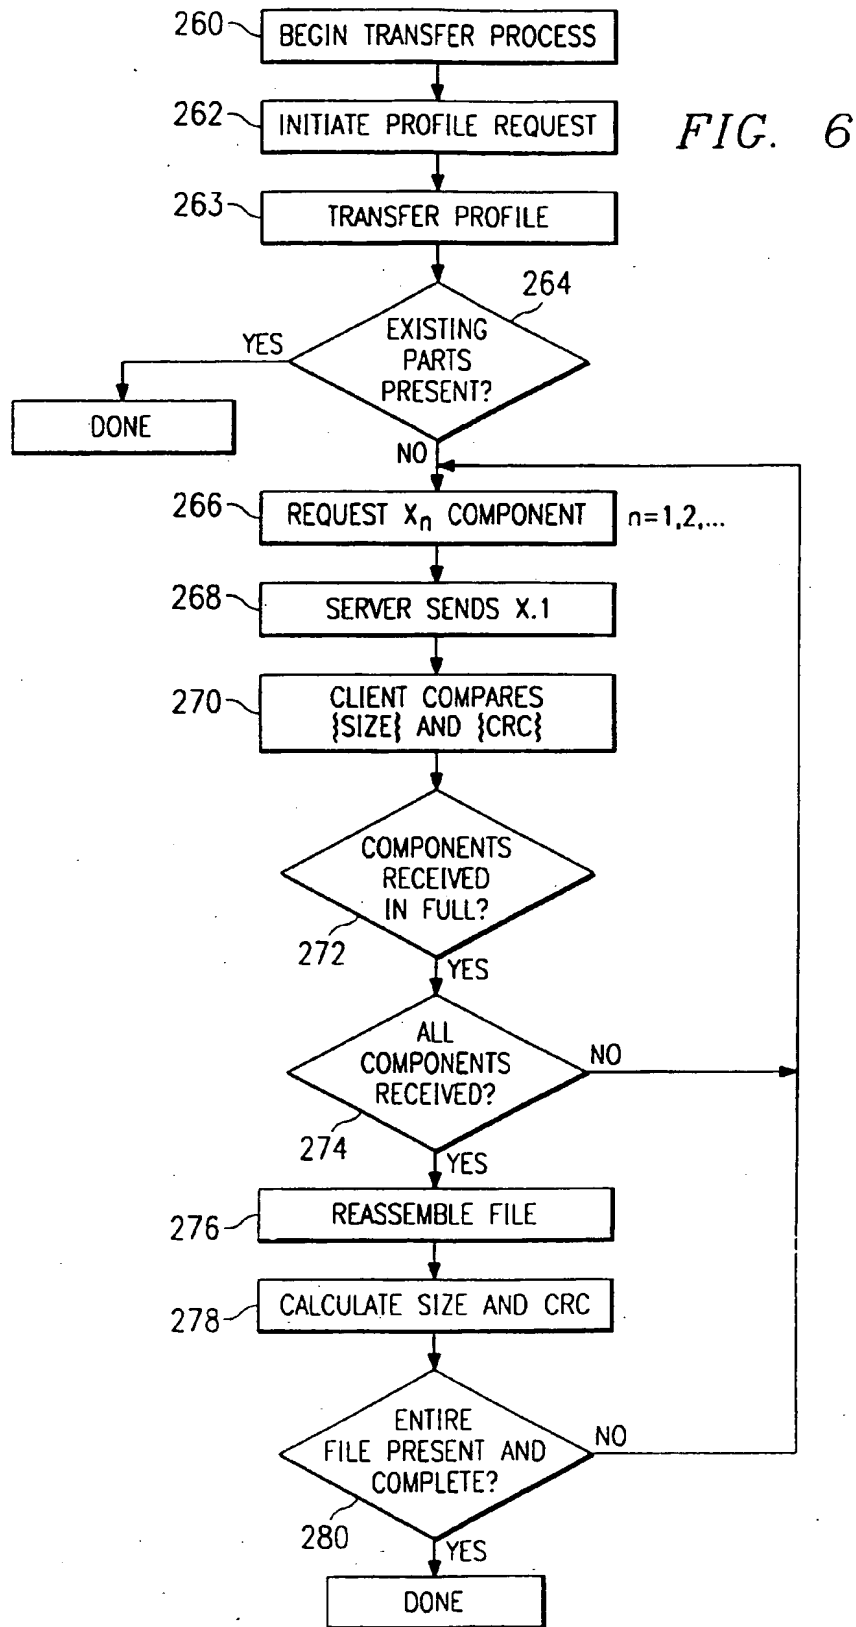 260
BEGIN TRANSFER PROCESS
262
INITIATE PROFILE REQUEST
FIG. 6
263
TRANSFER PROFILE
264
EXISTING
PARTS
PRESENT?
YES
DONE
NO
266
REQUEST Xn COMPONENT
n=1,2,...
268
SERVER SENDS X.1
270
CLIENT COMPARES
{SIZE} AND {CRC}
COMPONENTS
RECEIVED
IN FULL?
272
YES
ALL
COMPONENTS
RECEIVED?
NO
274
YES
276
REASSEMBLE FILE
278
CALCULATE SIZE AND CRC
ENTIRE
FILE PRESENT AND
COMPLETE?
NO
280
YES
DONE